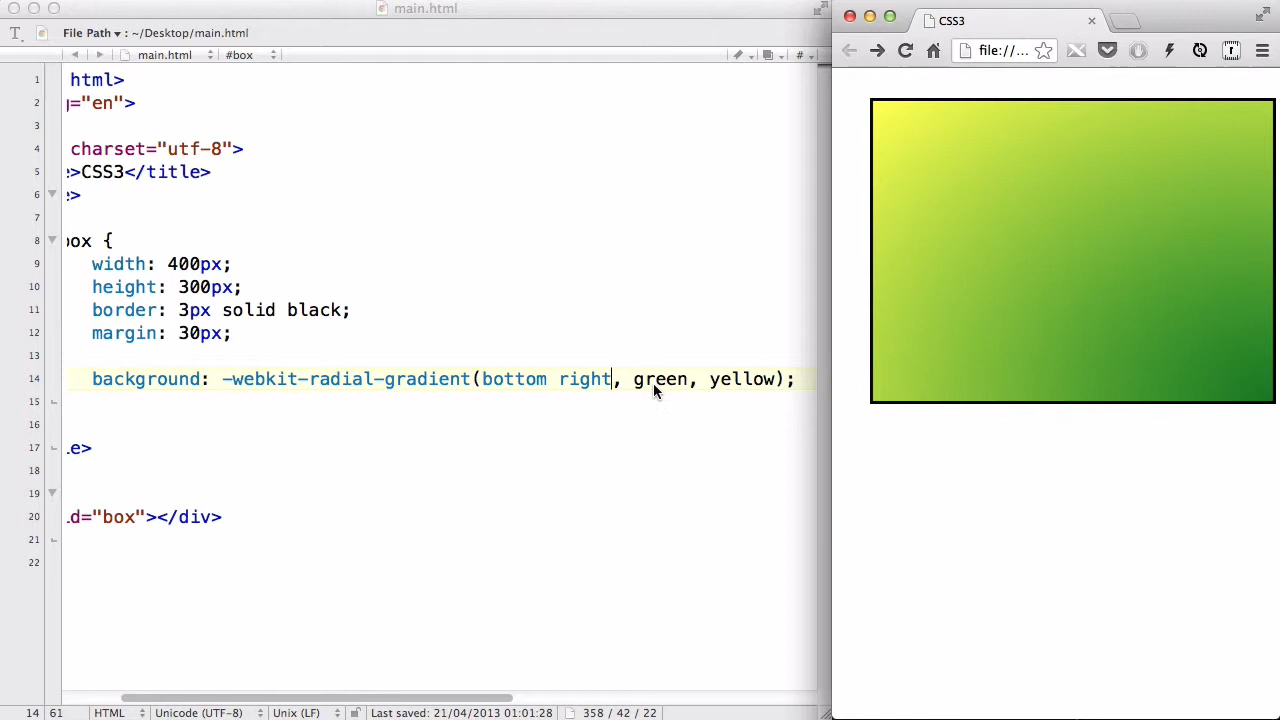 main.html
CSS3
File Path ▾ : ~/Desktop/main.html
main.html
#box
#
file://...
1 html>
2 g="en">
3
4 charset="utf-8">
5 e>CSS3</title>
6 e>
7
8 box {
9 width: 400px;
10 height: 300px;
11 border: 3px solid black;
12 margin: 30px;
13
14 background: -webkit-radial-gradient(bottom right, green, yellow);
15
16
17 le>
18
19
20 id="box"></div>
21
22
14 61 HTML Unicode (UTF-8) Unix (LF) Last saved: 21/04/2013 01:01:28 358 / 42 / 22